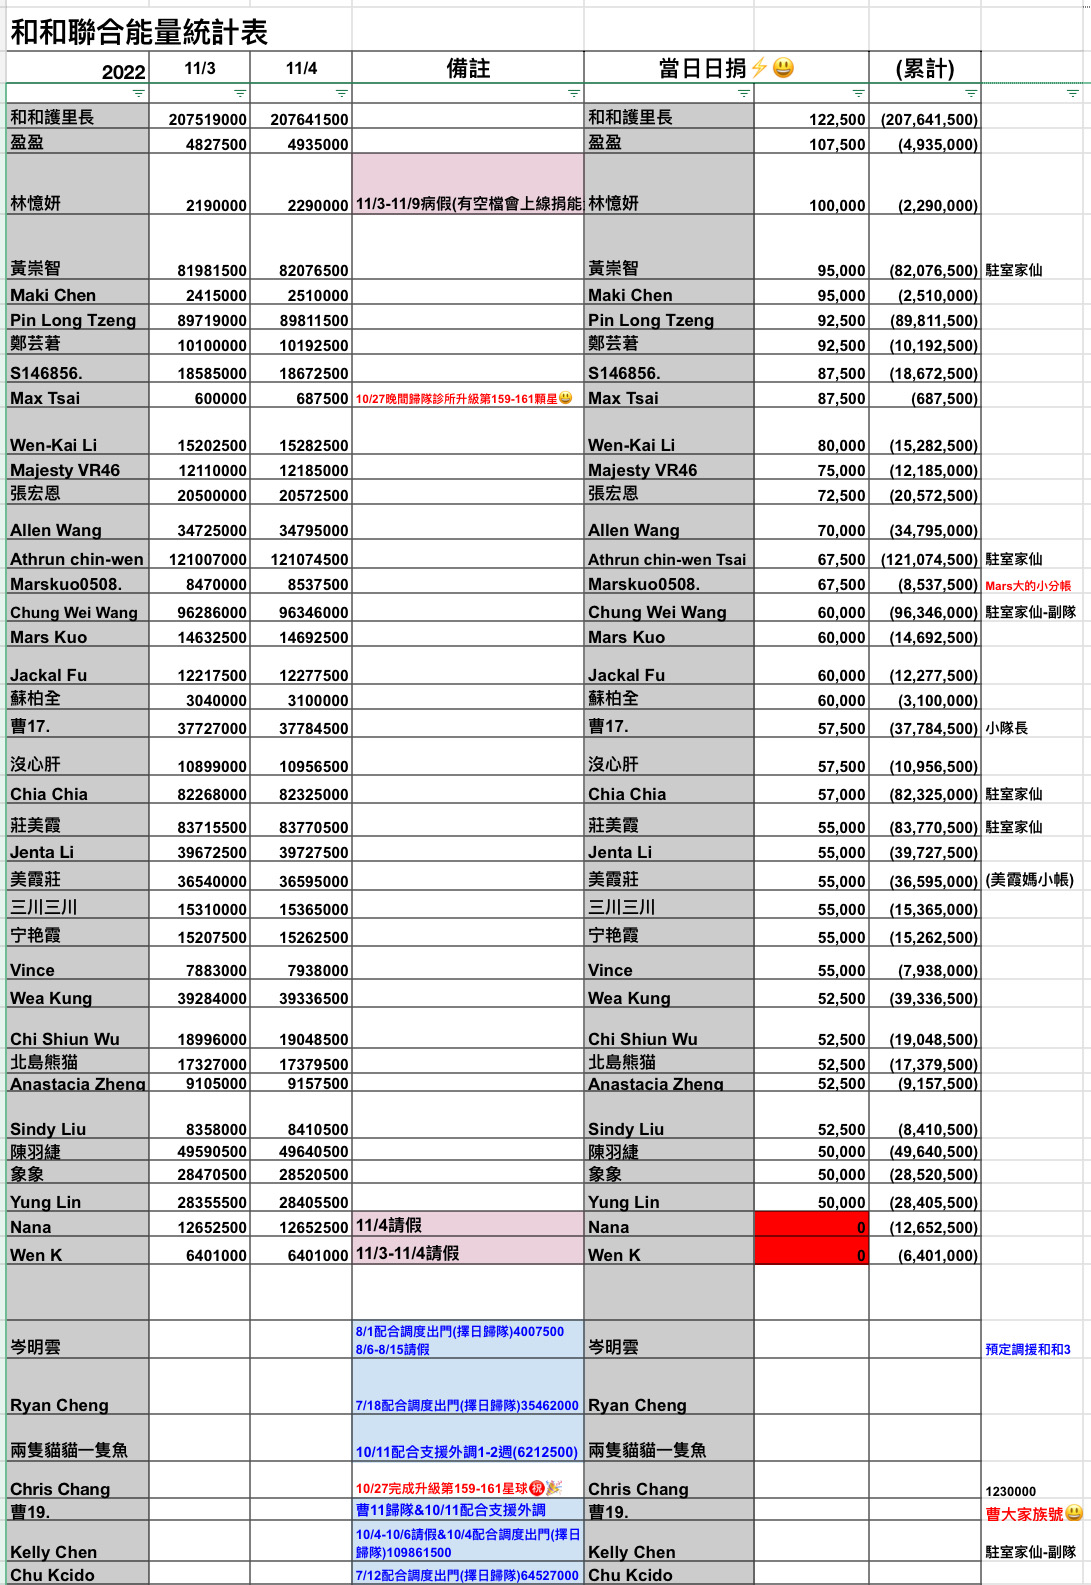 和和聯合能量統計表
2022 11/3 11/4 備註 當日日捐⚡😃 (累計)
和和護里長 207519000 207641500 和和護里長 122,500 (207,641,500)
盈盈 4827500 4935000 盈盈 107,500 (4,935,000)
林憶妍 2190000 2290000 11/3-11/9病假(有空檔會上線捐能 林憶妍 100,000 (2,290,000)
黃崇智 81981500 82076500 黃崇智 95,000 (82,076,500) 駐室家仙
Maki Chen 2415000 2510000 Maki Chen 95,000 (2,510,000)
Pin Long Tzeng 89719000 89811500 Pin Long Tzeng 92,500 (89,811,500)
鄭芸著 10100000 10192500 鄭芸著 92,500 (10,192,500)
S146856. 18585000 18672500 S146856. 87,500 (18,672,500)
Max Tsai 600000 687500 10/27晚間歸隊診所升級第159-161顆星😃 Max Tsai 87,500 (687,500)
Wen-Kai Li 15202500 15282500 Wen-Kai Li 80,000 (15,282,500)
Majesty VR46 12110000 12185000 Majesty VR46 75,000 (12,185,000)
張宏恩 20500000 20572500 張宏恩 72,500 (20,572,500)
Allen Wang 34725000 34795000 Allen Wang 70,000 (34,795,000)
Athrun chin-wen 121007000 121074500 Athrun chin-wen Tsai 67,500 (121,074,500) 駐室家仙
Marskuo0508. 8470000 8537500 Marskuo0508. 67,500 (8,537,500) Mars大的小分帳
Chung Wei Wang 96286000 96346000 Chung Wei Wang 60,000 (96,346,000) 駐室家仙-副隊
Mars Kuo 14632500 14692500 Mars Kuo 60,000 (14,692,500)
Jackal Fu 12217500 12277500 Jackal Fu 60,000 (12,277,500)
蘇柏全 3040000 3100000 蘇柏全 60,000 (3,100,000)
曹17. 37727000 37784500 曹17. 57,500 (37,784,500) 小隊長
沒心肝 10899000 10956500 沒心肝 57,500 (10,956,500)
Chia Chia 82268000 82325000 Chia Chia 57,000 (82,325,000) 駐室家仙
莊美霞 83715500 83770500 莊美霞 55,000 (83,770,500) 駐室家仙
Jenta Li 39672500 39727500 Jenta Li 55,000 (39,727,500)
美霞莊 36540000 36595000 美霞莊 55,000 (36,595,000) (美霞媽小帳)
三川三川 15310000 15365000 三川三川 55,000 (15,365,000)
宁艳霞 15207500 15262500 宁艳霞 55,000 (15,262,500)
Vince 7883000 7938000 Vince 55,000 (7,938,000)
Wea Kung 39284000 39336500 Wea Kung 52,500 (39,336,500)
Chi Shiun Wu 18996000 19048500 Chi Shiun Wu 52,500 (19,048,500)
北島熊猫 17327000 17379500 北島熊猫 52,500 (17,379,500)
Anastacia Zheng 9105000 9157500 Anastacia Zheng 52,500 (9,157,500)
Sindy Liu 8358000 8410500 Sindy Liu 52,500 (8,410,500)
陳羽緁 49590500 49640500 陳羽緁 50,000 (49,640,500)
象象 28470500 28520500 象象 50,000 (28,520,500)
Yung Lin 28355500 28405500 Yung Lin 50,000 (28,405,500)
Nana 12652500 12652500 11/4請假 Nana 0 (12,652,500)
Wen K 6401000 6401000 11/3-11/4請假 Wen K 0 (6,401,000)
8/1配合調度出門(擇日歸隊)4007500
岑明雲 8/6-8/15請假 岑明雲 預定調援和和3
Ryan Cheng 7/18配合調度出門(擇日歸隊)35462000 Ryan Cheng
兩隻貓貓一隻魚 10/11配合支援外調1-2週(6212500) 兩隻貓貓一隻魚
Chris Chang 10/27完成升級第159-161星球㊗🎉 Chris Chang 1230000
曹19. 曹11歸隊&10/11配合支援外調 曹19. 曹大家族號😃
10/4-10/6請假&10/4配合調度出門(擇日
Kelly Chen 歸隊)109861500 Kelly Chen 駐室家仙-副隊
Chu Kcido 7/12配合調度出門(擇日歸隊)64527000 Chu Kcido